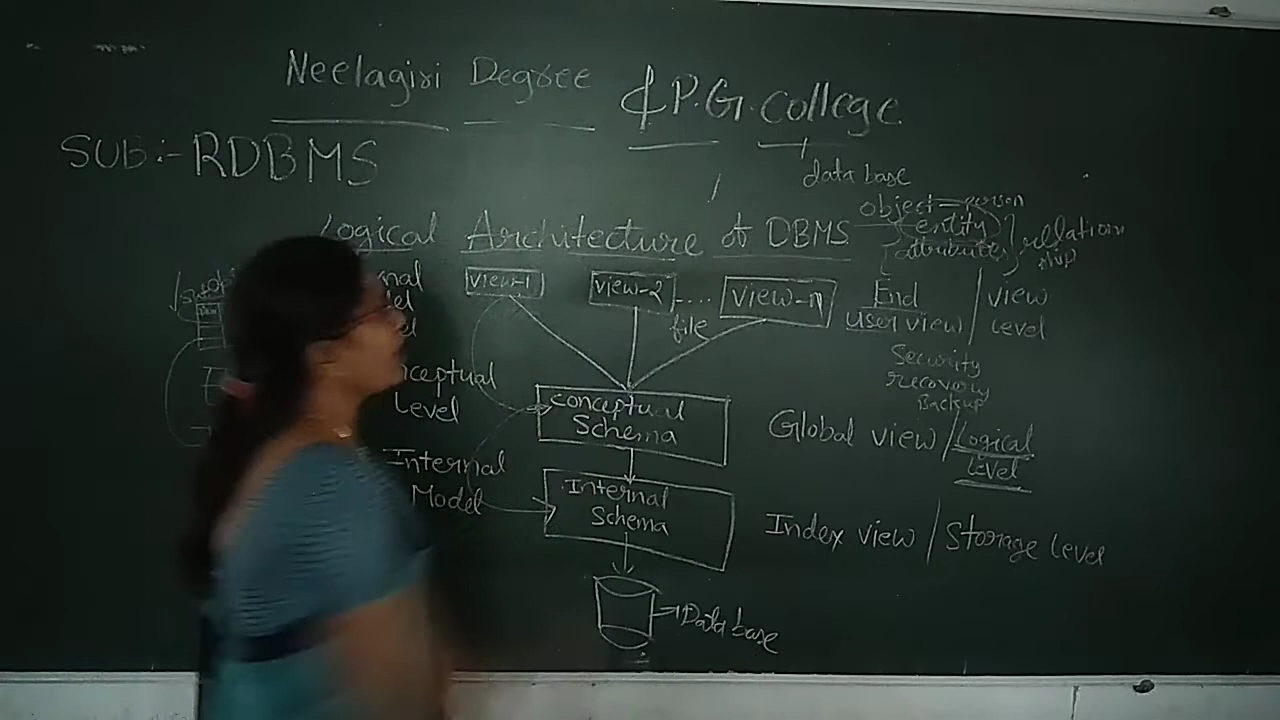 Neelagiri Degree & P.G. College
SUB:- RDBMS
data base
object = person
entity
attributes
relation
ship
Logical Architecture of DBMS
view-1
view-2
....
view-n
file
End
user view / view
Level
Security
recovery
Backup
nceptual
Level
Conceptual
Schema
Global view / Logical
Level
Internal
Model
Internal
Schema
Index view / Storage level
Data base